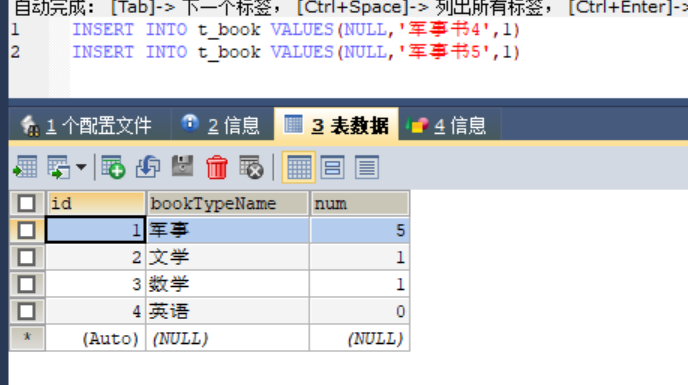 自动完成: [Tab]-> 下一个标签, [Ctrl+Space]-> 列出所有标签, [Ctrl+Enter]->
1 INSERT INTO t_book VALUES(NULL,'军事书4',1)
2 INSERT INTO t_book VALUES(NULL,'军事书5',1)
1 个配置文件 2 信息 3 表数据 4 信息
id bookTypeName num
1 军事 5
2 文学 1
3 数学 1
4 英语 0
* (Auto) (NULL) (NULL)